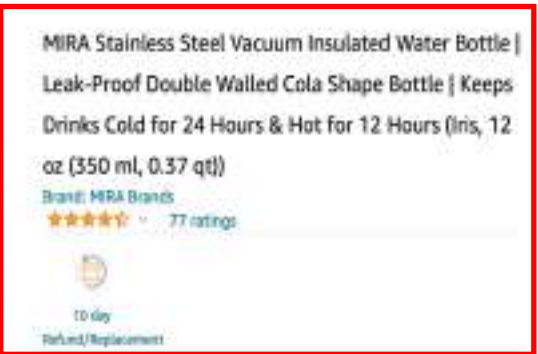 MIRA Stainless Steel Vacuum Insulated Water Bottle |
Leak-Proof Double Walled Cola Shape Bottle | Keeps
Drinks Cold for 24 Hours & Hot for 12 Hours (Iris, 12
oz (350 ml, 0.37 qt))
Brand: MIRA Brands
77 ratings
10 day
Refund/Replacement